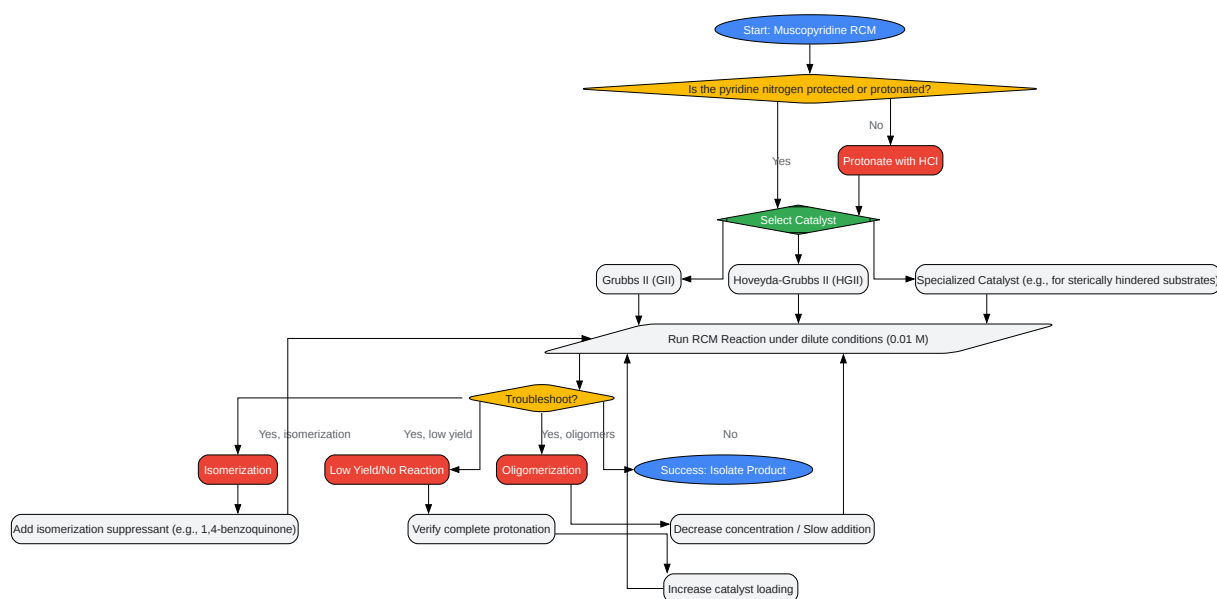 Start: Muscopyridine RCM
Is the pyridine nitrogen protected or protonated?
No
Yes
Protonate with HCl
Select Catalyst
Grubbs II (GII)
Hoveyda-Grubbs II (HGII)
Specialized Catalyst (e.g., for sterically hindered substrates)
Run RCM Reaction under dilute conditions (0.01 M)
Troubleshoot?
Yes, isomerization
Yes, low yield
Yes, oligomers
No
Isomerization
Low Yield/No Reaction
Oligomerization
Success: Isolate Product
Add isomerization suppressant (e.g., 1,4-benzoquinone)
Verify complete protonation
Decrease concentration / Slow addition
Increase catalyst loading